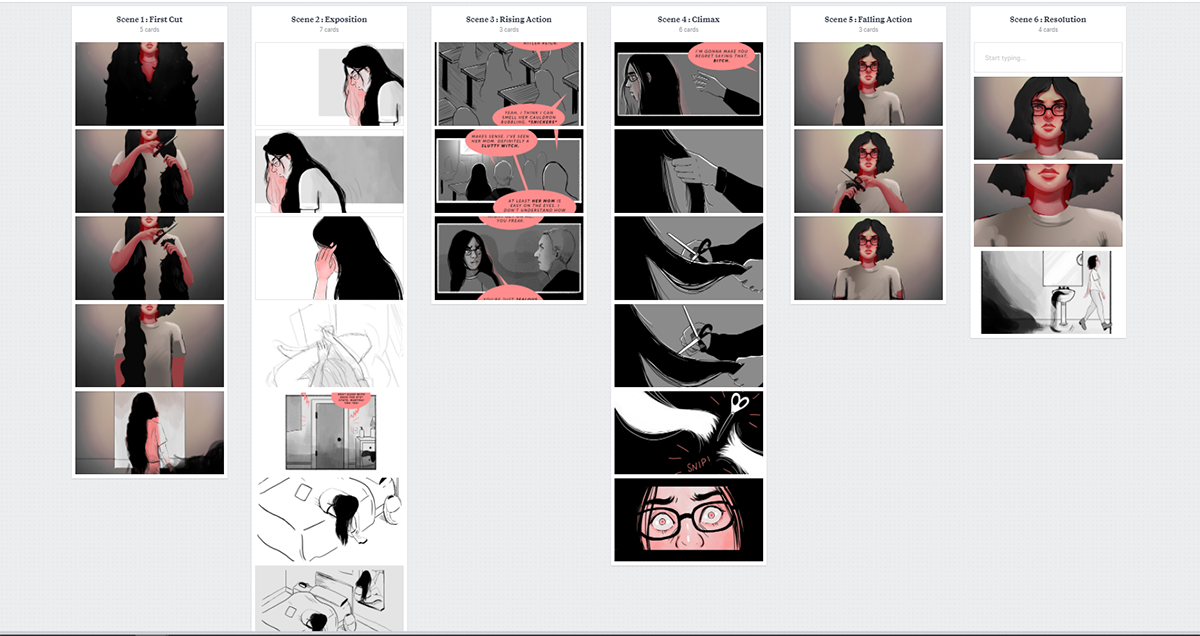 Scene 1 : First Cut
5 cards
Scene 2 : Exposition
7 cards
Scene 3 : Rising Action
3 cards
Scene 4 : Climax
6 cards
Scene 5 : Falling Action
3 cards
Scene 6 : Resolution
4 cards
HITLER REIGN.
YEAH, I THINK I CAN
SMELL HER CAULDRON
BUBBLING. *SNICKERS*
MAKES SENSE. I'VE SEEN
HER MOM. DEFINITELY A
SLUTTY WITCH.
AT LEAST HER MOM IS
EASY ON THE EYES. I
DON'T UNDERSTAND HOW
YOU FREAK.
YOU'RE JUST JEALOUS
I'M GONNA MAKE YOU
REGRET SAYING THAT,
BITCH.
SNIP!
Start typing...